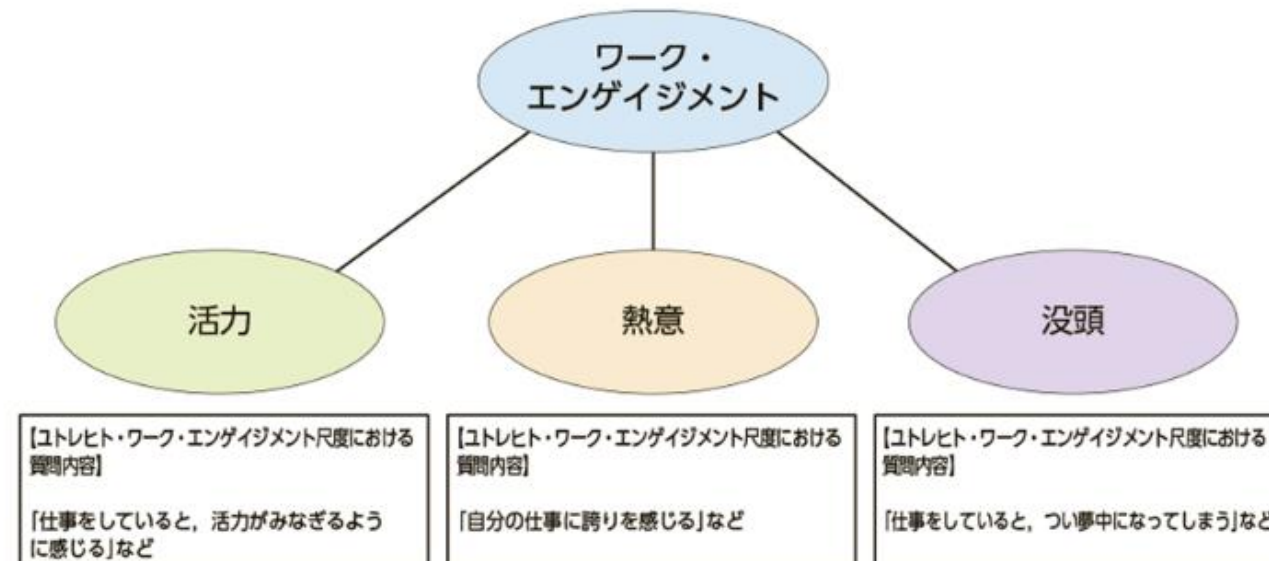 ワーク・
エンゲイジメント
活力
熱意
没頭
【ユトレヒト・ワーク・エンゲイジメント尺度における
質問内容】
「仕事をしていると，活力がみなぎるよう
に感じる」など
【ユトレヒト・ワーク・エンゲイジメント尺度における
質問内容】
「自分の仕事に誇りを感じる」など
【ユトレヒト・ワーク・エンゲイジメント尺度における
質問内容】
「仕事をしていると，つい夢中になってしまう」など